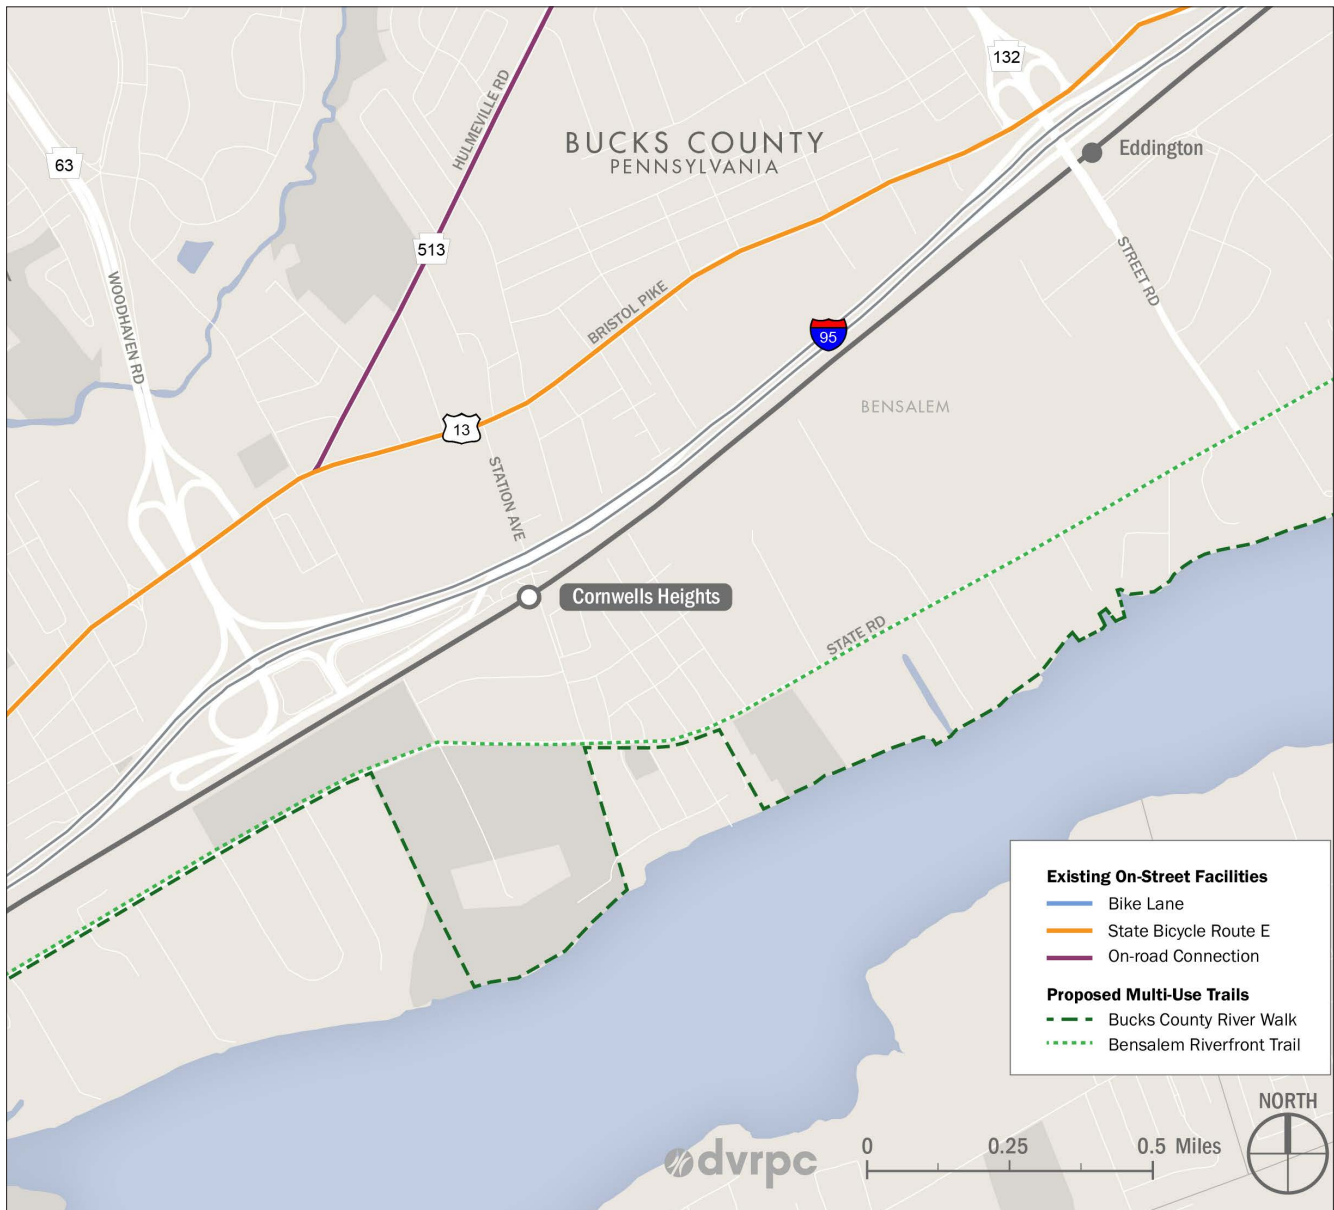 132
63
HULMEVILLE RD
BUCKS COUNTY
PENNSYLVANIA
Eddington
513
STREET RD
WOODHAVEN RD
BRISTOL PIKE
95
BENSALEM
13
STATION AVE
Cornwells Heights
STATE RD
Existing On-Street Facilities
Bike Lane
State Bicycle Route E
On-road Connection
Proposed Multi-Use Trails
Bucks County River Walk
Bensalem Riverfront Trail
NORTH
dvrpc
0 0.25 0.5 Miles